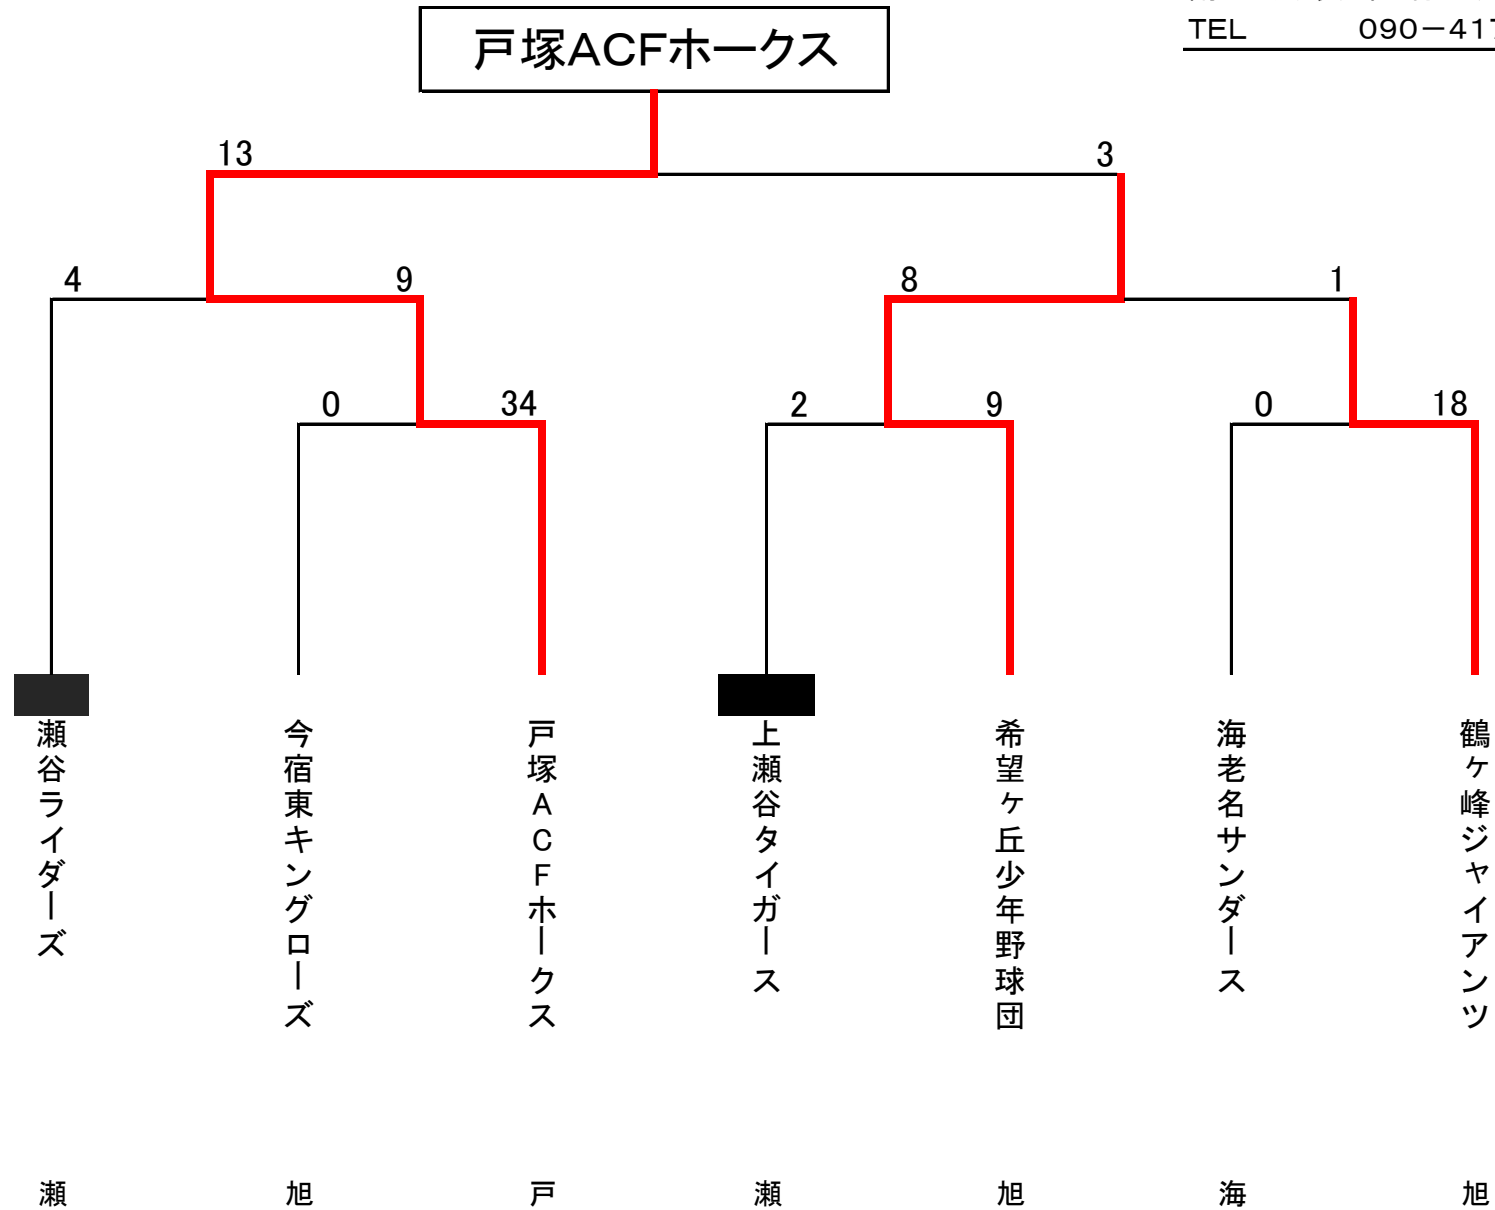 戸塚ACFホークス
TEL 090－417
13
3
4
9
8
1
0
34
2
9
0
18
瀬谷ライダーズ
今宿東キングローズ
戸塚ACFホークス
上瀬谷タイガース
希望ヶ丘少年野球団
海老名サンダース
鶴ヶ峰ジャイアンツ
瀬
旭
戸
瀬
旭
海
旭